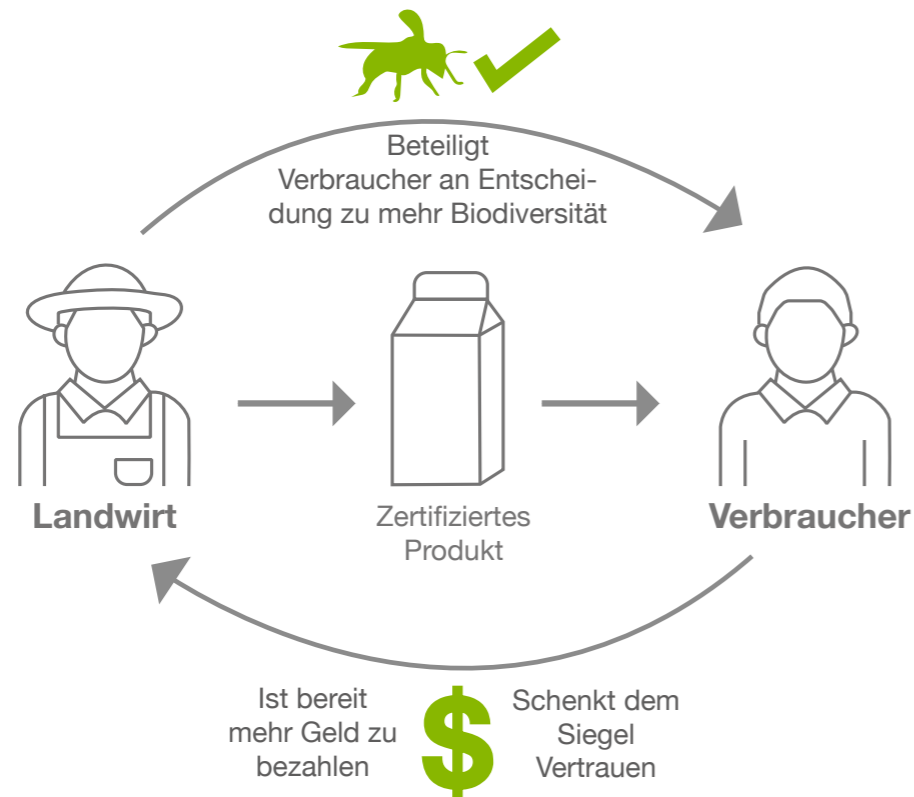 Beteiligt
Verbraucher an Entschei-
dung zu mehr Biodiversität
Landwirt
Zertifiziertes
Produkt
Verbraucher
Ist bereit
mehr Geld zu
bezahlen
$
Schenkt dem
Siegel
Vertrauen